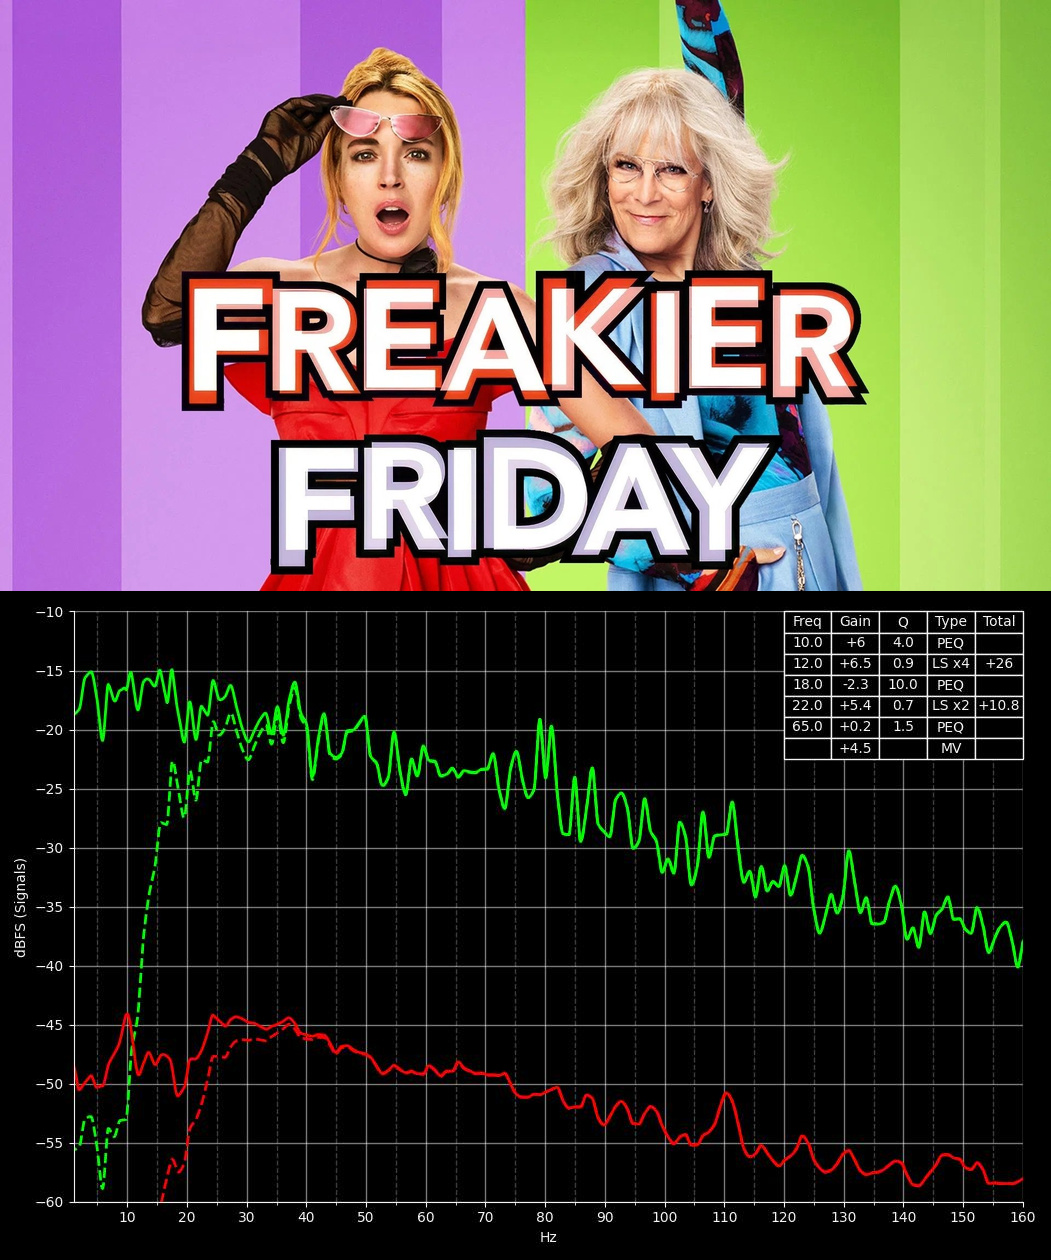 FREAKIER
FRIDAY
Freq Gain Q Type Total
10.0 +6 4.0 PEQ
12.0 +6.5 0.9 LS x4 +26
18.0 -2.3 10.0 PEQ
22.0 +5.4 0.7 LS x2 +10.8
65.0 +0.2 1.5 PEQ
+4.5 MV
−10
−15
−20
−25
−30
−35
−40
−45
−50
−55
−60
dBFS (Signals)
10 20 30 40 50 60 70 80 90 100 110 120 130 140 150 160
Hz